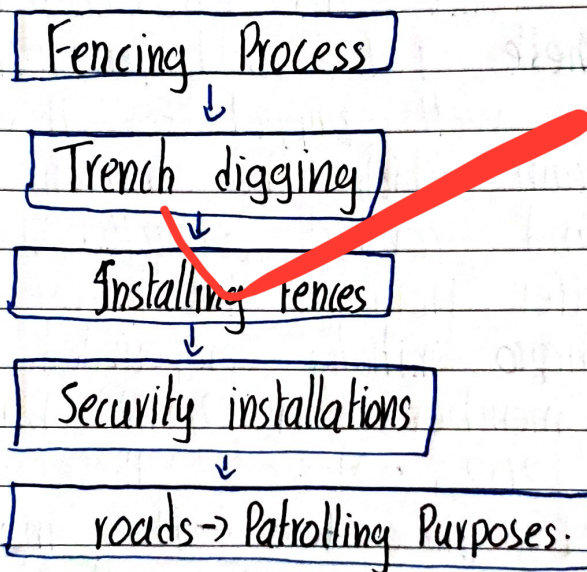 Fencing Process
↓
Trench digging
↓
Installing fences
↓
Security installations
↓
roads → Patrolling Purposes.